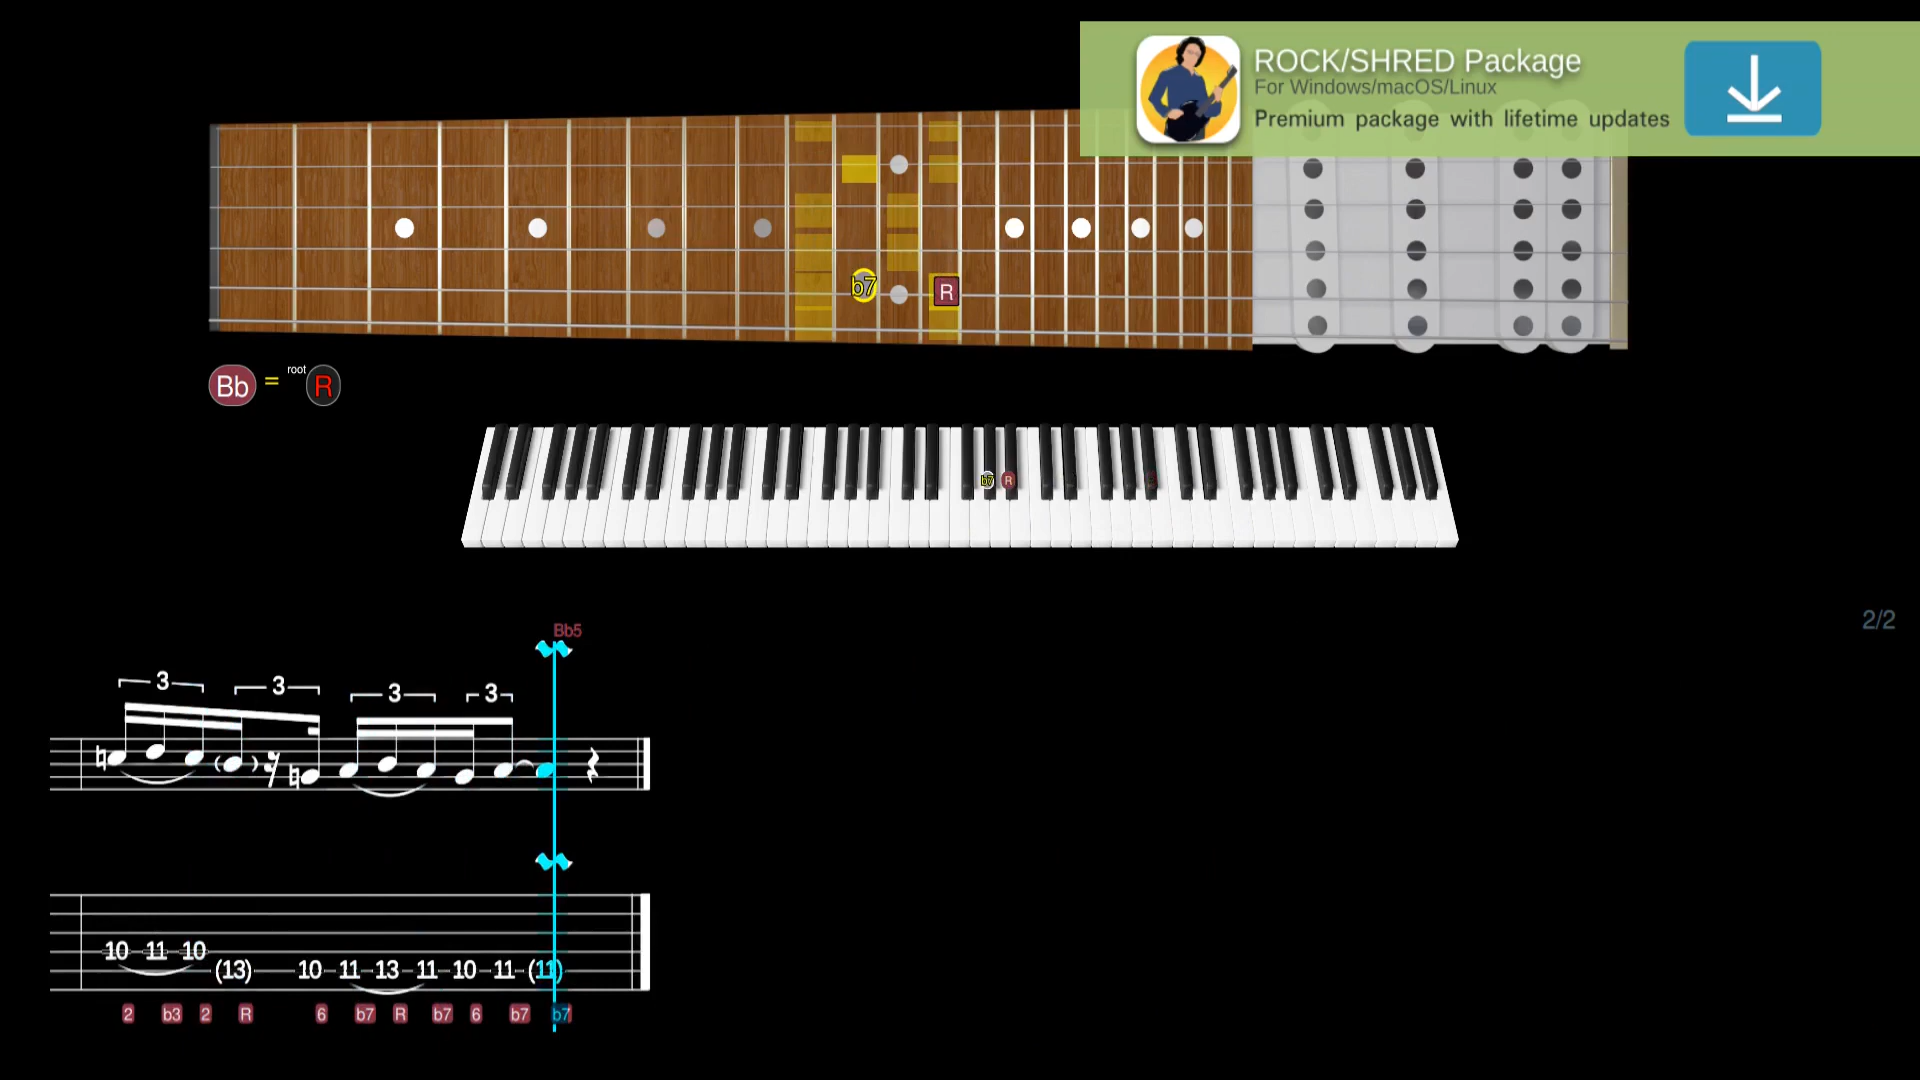 ROCK/SHRED Package
For Windows/macOS/Linux
Premium package with lifetime updates
b7 R
Bb = root R
b7 R
2/2
Bb5
3 3 3 3
10 11 10 (13) 10 11 13 11 10 11 (11)
2 b3 2 R 6 b7 R b7 6 b7 b7